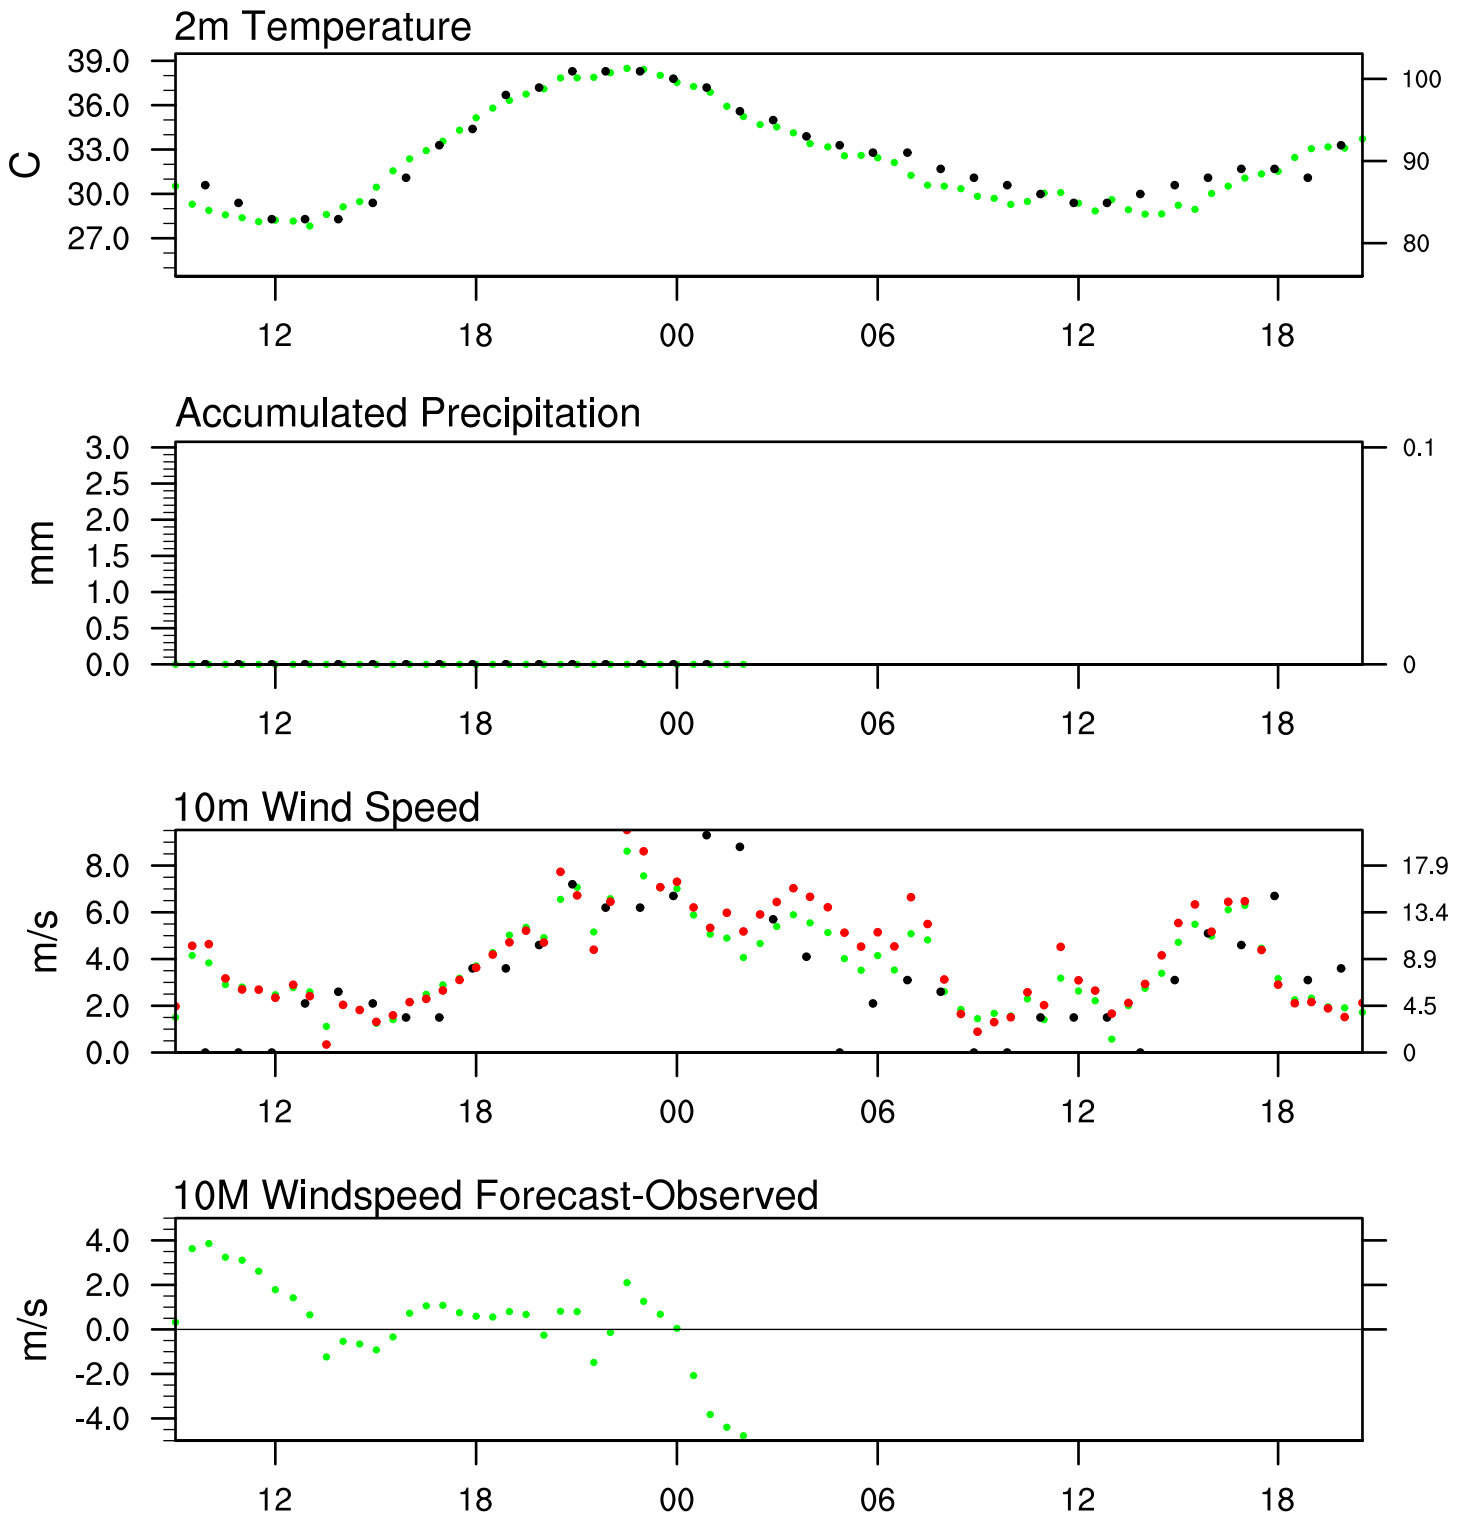 2m Temperature
39.0
36.0
33.0
30.0
27.0
C
100
90
80
12 18 00 06 12 18
Accumulated Precipitation
3.0
2.5
2.0
1.5
1.0
0.5
0.0
mm
0.1
0
12 18 00 06 12 18
10m Wind Speed
8.0
6.0
4.0
2.0
0.0
m/s
17.9
13.4
8.9
4.5
0
12 18 00 06 12 18
10M Windspeed Forecast-Observed
4.0
2.0
0.0
-2.0
-4.0
m/s
12 18 00 06 12 18